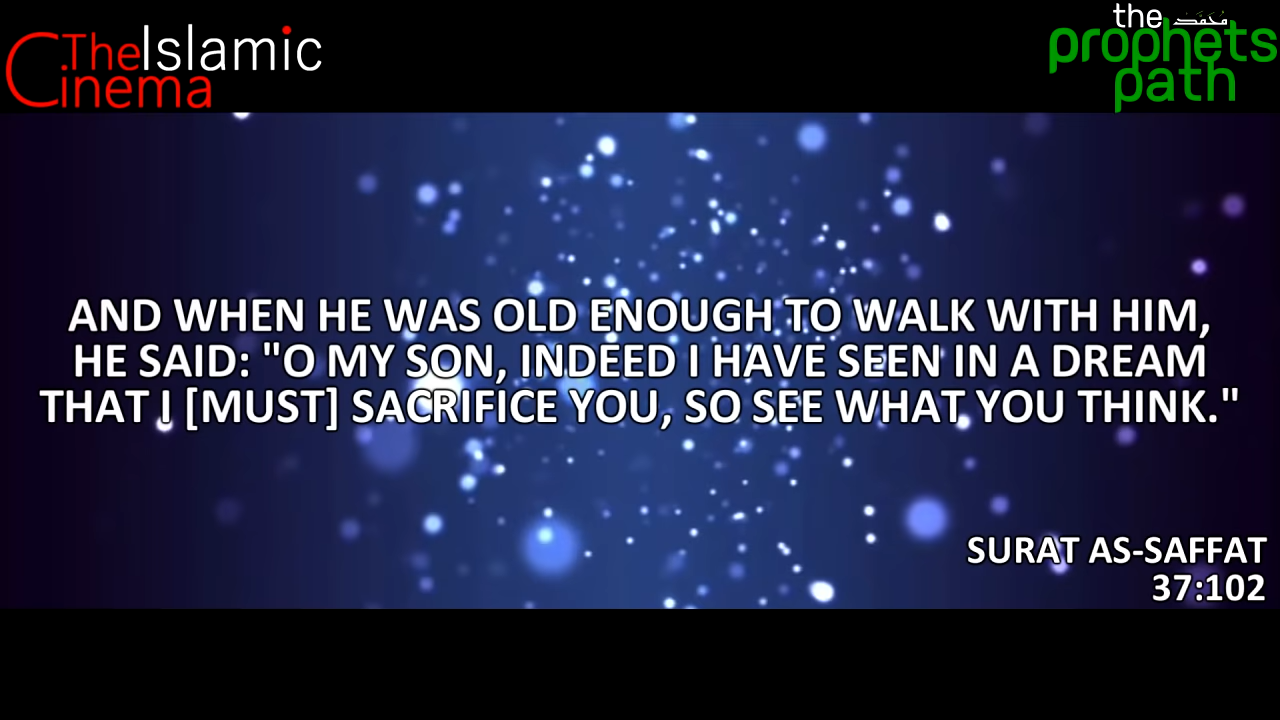 The Islamic
Cinema
the محمد
prophets
path
AND WHEN HE WAS OLD ENOUGH TO WALK WITH HIM,
HE SAID: "O MY SON, INDEED I HAVE SEEN IN A DREAM
THAT I [MUST] SACRIFICE YOU, SO SEE WHAT YOU THINK."
SURAT AS-SAFFAT
37:102